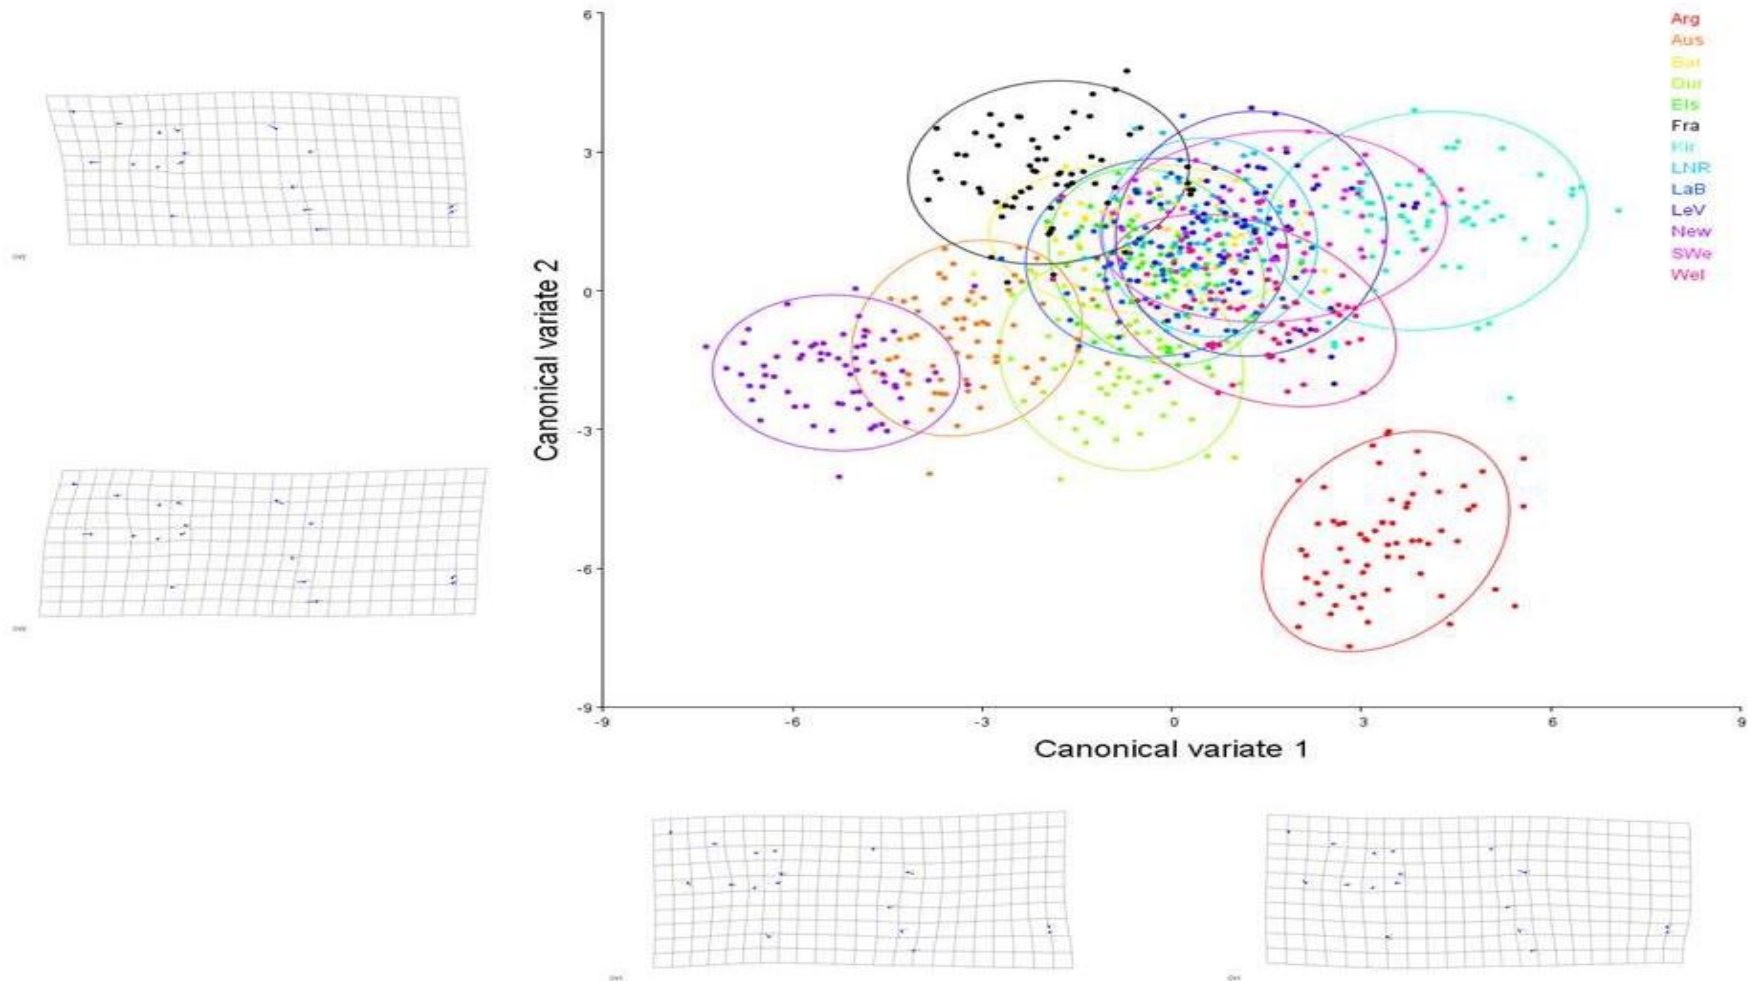 6
3
0
-3
-6
-9
Canonical variate 2
-9
-6
-3
0
3
6
9
Canonical variate 1
Arg
Aus
Bar
Dur
Els
Fra
Kir
LNR
LaB
LeV
New
SWe
Wel